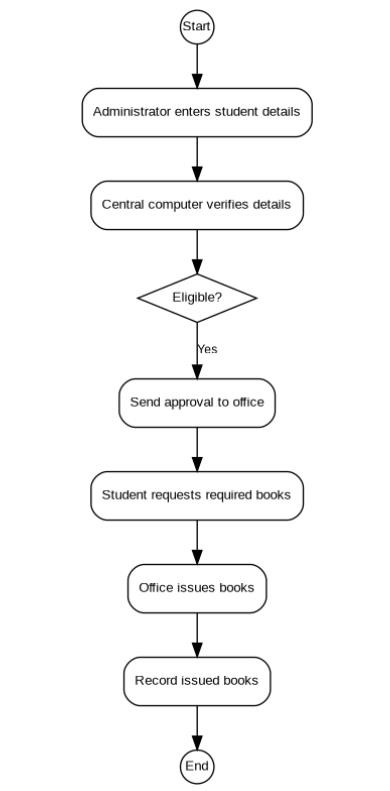 Start
Administrator enters student details
Central computer verifies details
Eligible?
Yes
Send approval to office
Student requests required books
Office issues books
Record issued books
End